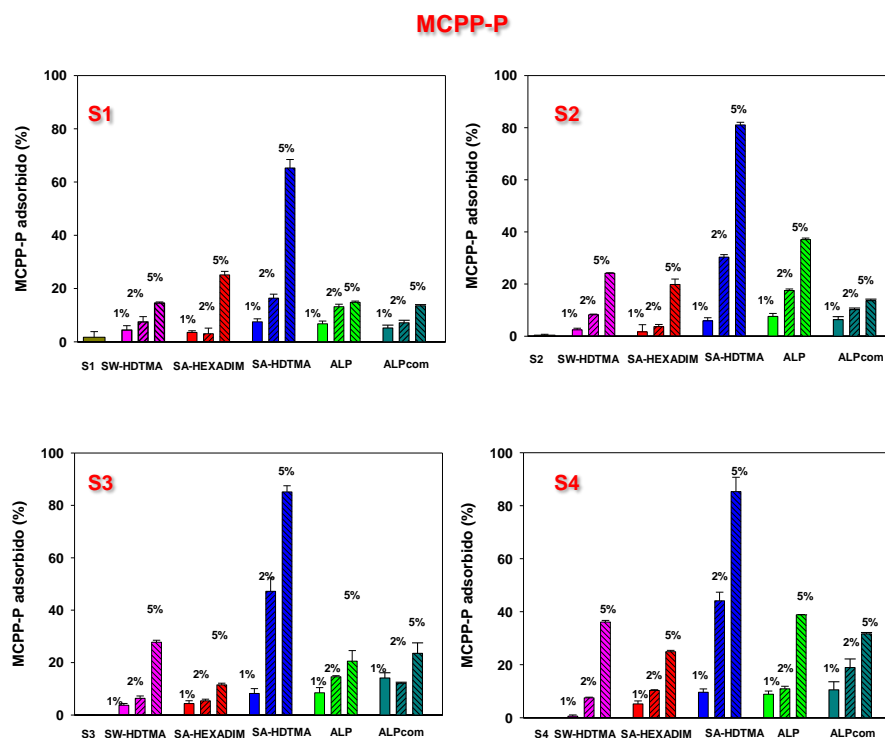 MCPP-P
S1
MCPP-P adsorbido (%)
100
80
60
40
20
0
1% 2% 5%
1% 2% 5%
1% 2% 5%
1% 2% 5%
1% 2% 5%
S1 SW-HDTMA SA-HEXADIM SA-HDTMA ALP ALPcom
S2
MCPP-P adsorbido (%)
100
80
60
40
20
0
1% 2% 5%
1% 2% 5%
1% 2% 5%
1% 2% 5%
1% 2% 5%
S2 SW-HDTMA SA-HEXADIM SA-HDTMA ALP ALPcom
S3
MCPP-P adsorbido (%)
100
80
60
40
20
0
1% 2% 5%
1% 2% 5%
1% 2% 5%
1% 2% 5%
1% 2% 5%
S3 SW-HDTMA SA-HEXADIM SA-HDTMA ALP ALPcom
S4
MCPP-P adsorbido (%)
100
80
60
40
20
0
1% 2% 5%
1% 2% 5%
1% 2% 5%
1% 2% 5%
1% 2% 5%
S4 SW-HDTMA SA-HEXADIM SA-HDTMA ALP ALPcom